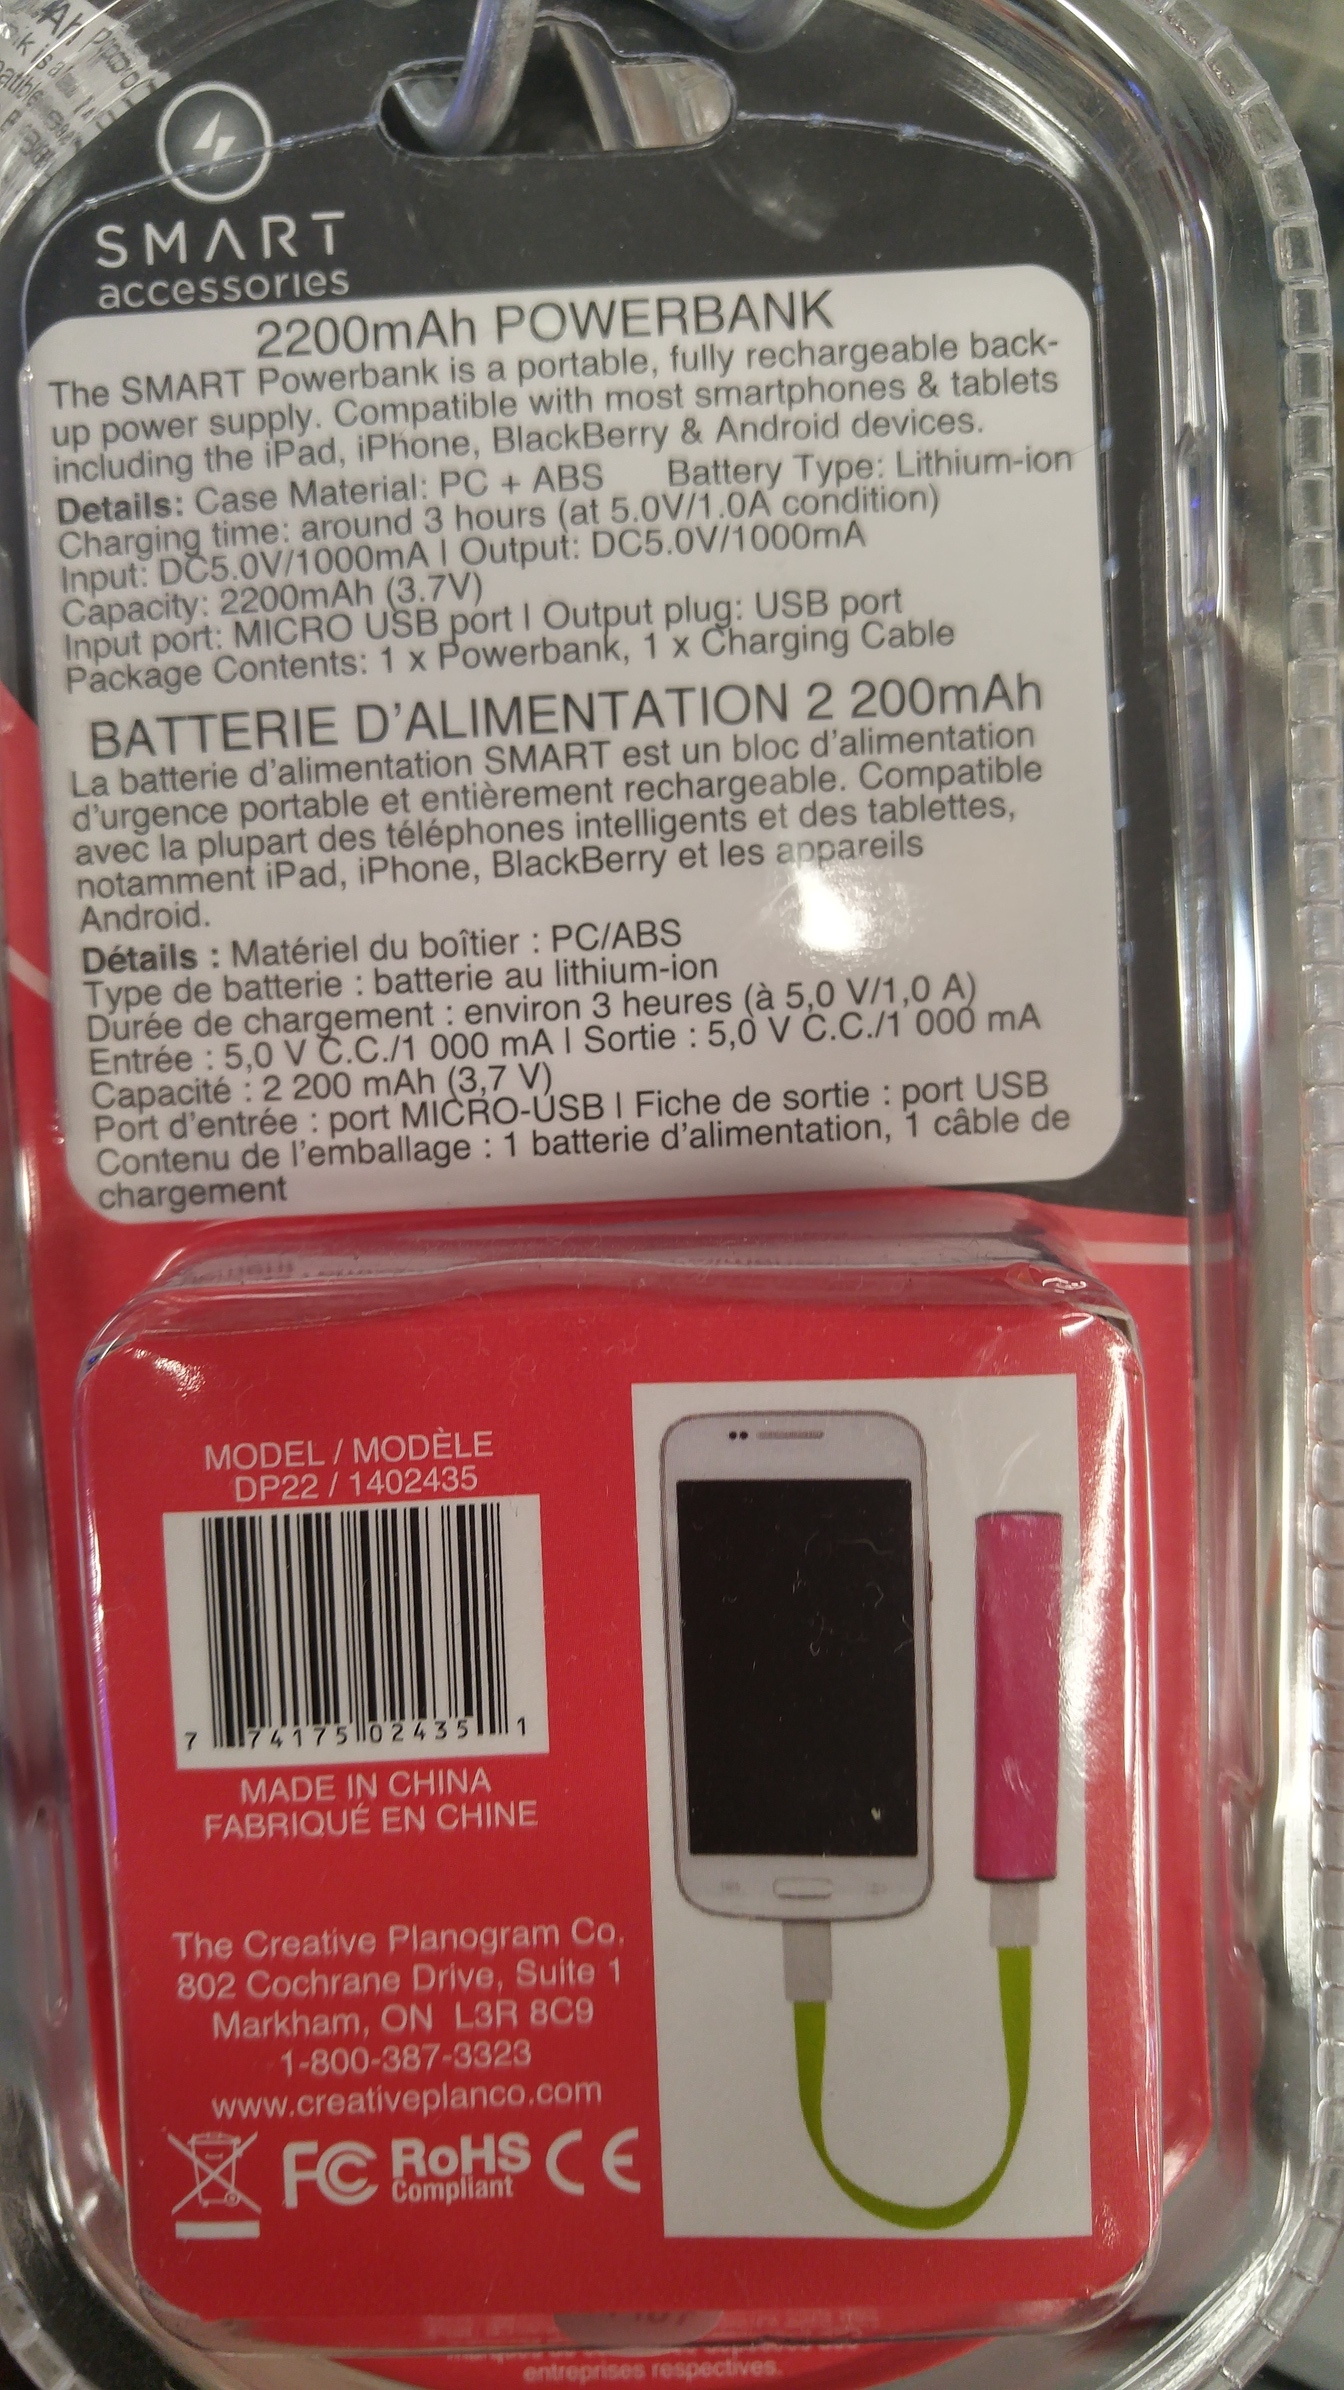 SMART
accessories
2200mAh POWERBANK
The SMART Powerbank is a portable, fully rechargeable back-
up power supply. Compatible with most smartphones & tablets
including the iPad, iPhone, BlackBerry & Android devices.
Details: Case Material: PC + ABS Battery Type: Lithium-ion
Charging time: around 3 hours (at 5.0V/1.0A condition)
Input: DC5.0V/1000mA | Output: DC5.0V/1000mA
Capacity: 2200mAh (3.7V)
Input port: MICRO USB port | Output plug: USB port
Package Contents: 1 x Powerbank, 1 x Charging Cable
BATTERIE D'ALIMENTATION 2 200mAh
La batterie d'alimentation SMART est un bloc d'alimentation
d'urgence portable et entièrement rechargeable. Compatible
avec la plupart des téléphones intelligents et des tablettes,
notamment iPad, iPhone, BlackBerry et les appareils
Android.
Détails : Matériel du boîtier : PC/ABS
Type de batterie : batterie au lithium-ion
Durée de chargement : environ 3 heures (à 5,0 V/1,0 A)
Entrée : 5,0 V C.C./1 000 mA | Sortie : 5,0 V C.C./1 000 mA
Capacité : 2 200 mAh (3,7 V)
Port d'entrée : port MICRO-USB | Fiche de sortie : port USB
Contenu de l'emballage : 1 batterie d'alimentation, 1 câble de
chargement
MODEL / MODÈLE
DP22 / 1402435
7 74175 02435 1
MADE IN CHINA
FABRIQUÉ EN CHINE
The Creative Planogram Co.
802 Cochrane Drive, Suite 1
Markham, ON L3R 8C9
1-800-387-3323
www.creativeplanco.com
FC RoHS CE
Compliant
entreprises respectives.